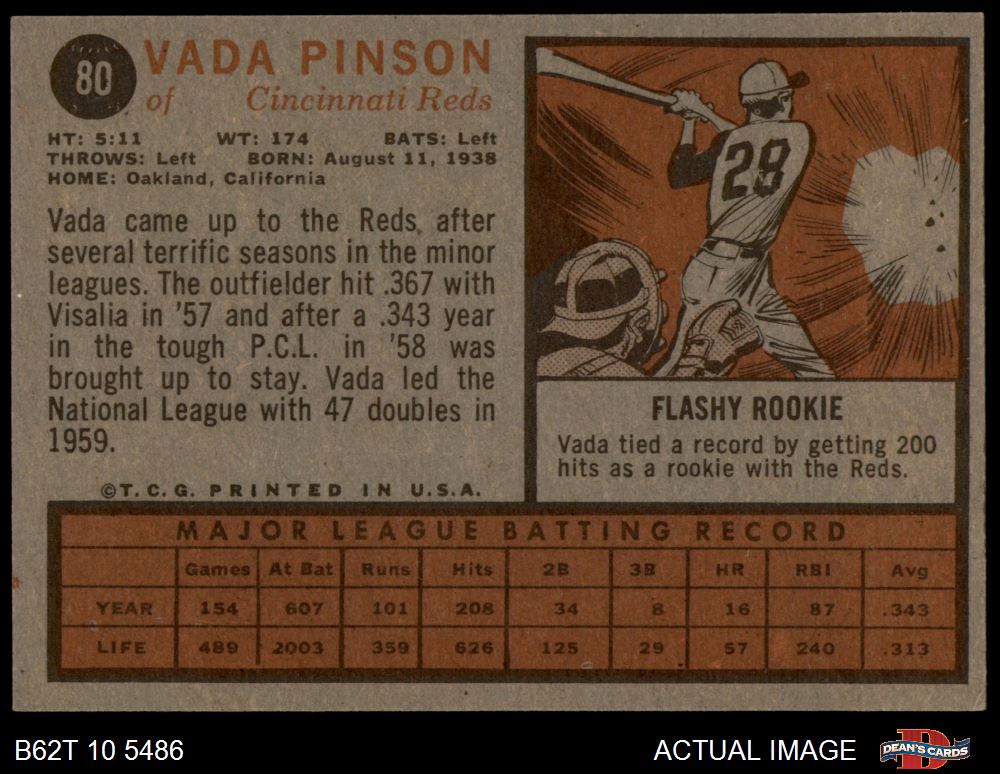 80
VADA PINSON
of Cincinnati Reds
HT: 5:11 WT: 174 BATS: Left
THROWS: Left BORN: August 11, 1938
HOME: Oakland, California
Vada came up to the Reds after
several terrific seasons in the minor
leagues. The outfielder hit .367 with
Visalia in '57 and after a .343 year
in the tough P.C.L. in '58 was
brought up to stay. Vada led the
National League with 47 doubles in
1959.
©T.C.G. PRINTED IN U.S.A.
28
FLASHY ROOKIE
Vada tied a record by getting 200
hits as a rookie with the Reds.
MAJOR LEAGUE BATTING RECORD
Games At Bat Runs Hits 2B 3B HR RBI Avg
YEAR 154 607 101 208 34 8 16 87 .343
LIFE 489 2003 359 626 125 29 57 240 .313
B62T 10 5486
ACTUAL IMAGE
DEAN'S CARDS